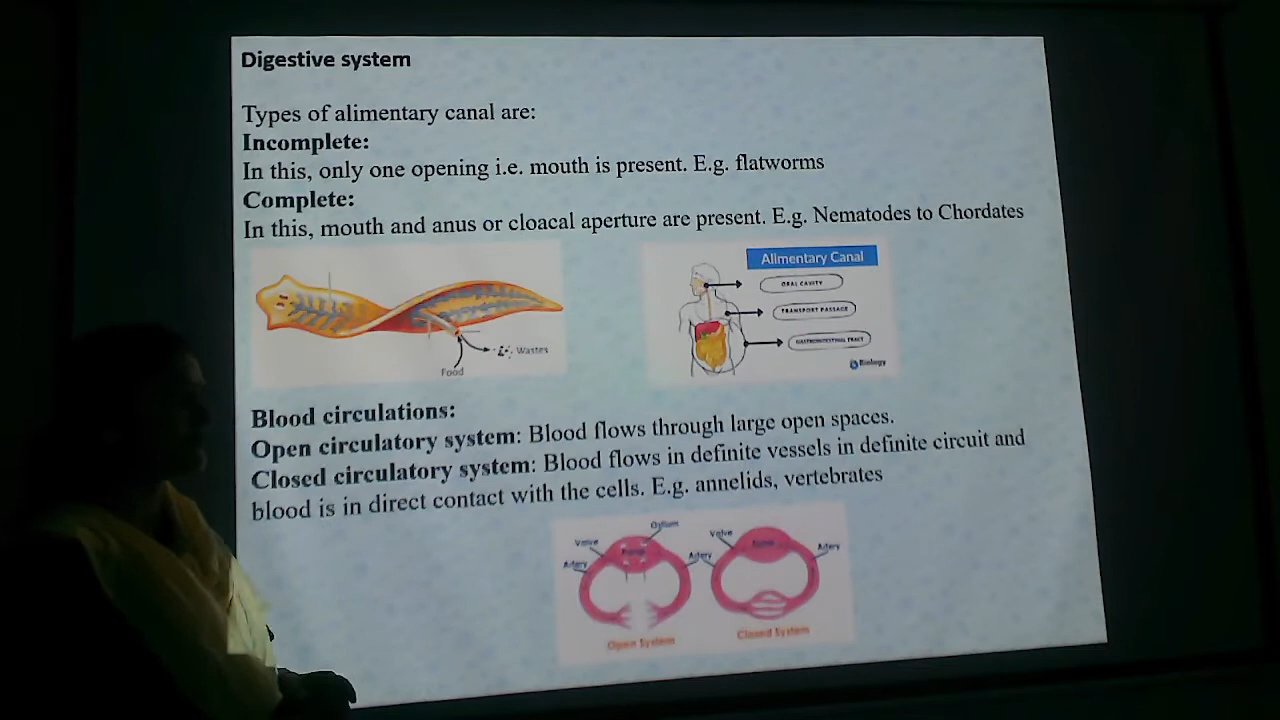 Digestive system
Types of alimentary canal are:
Incomplete:
In this, only one opening i.e. mouth is present. E.g. flatworms
Complete:
In this, mouth and anus or cloacal aperture are present. E.g. Nematodes to Chordates
Wastes
Food
Alimentary Canal
ORAL CAVITY
TRANSPORT PASSAGE
GASTROINTESTINAL TRACT
Biology
Blood circulations:
Open circulatory system: Blood flows through large open spaces.
Closed circulatory system: Blood flows in definite vessels in definite circuit and
blood is in direct contact with the cells. E.g. annelids, vertebrates
Ostium
Valve
Artery
Artery
Open System
Valve
Artery
Closed System